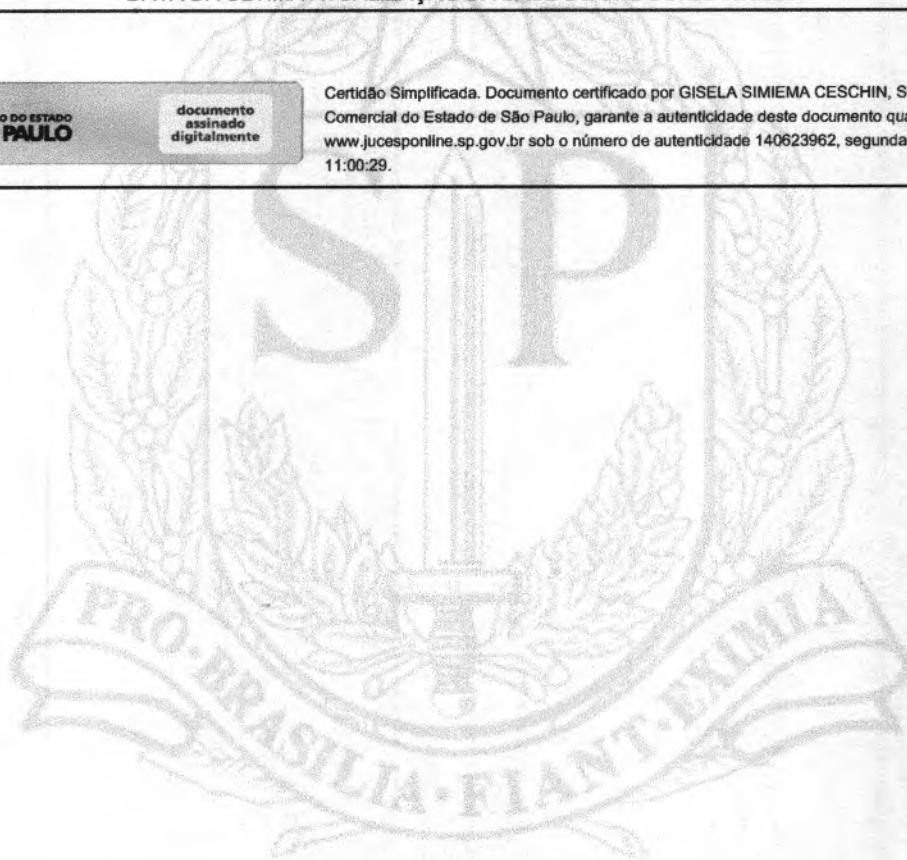 O DO ESTADO
PAULO
documento
assinado
digitalmente
Certidão Simplificada. Documento certificado por GISELA SIMIEMA CESCHIN, S
Comercial do Estado de São Paulo, garante a autenticidade deste documento qua
www.jucesponline.sp.gov.br sob o número de autenticidade 140623962, segunda
11:00:29.
S P
PRO·BRASILIA·FIANT·EXIMIA